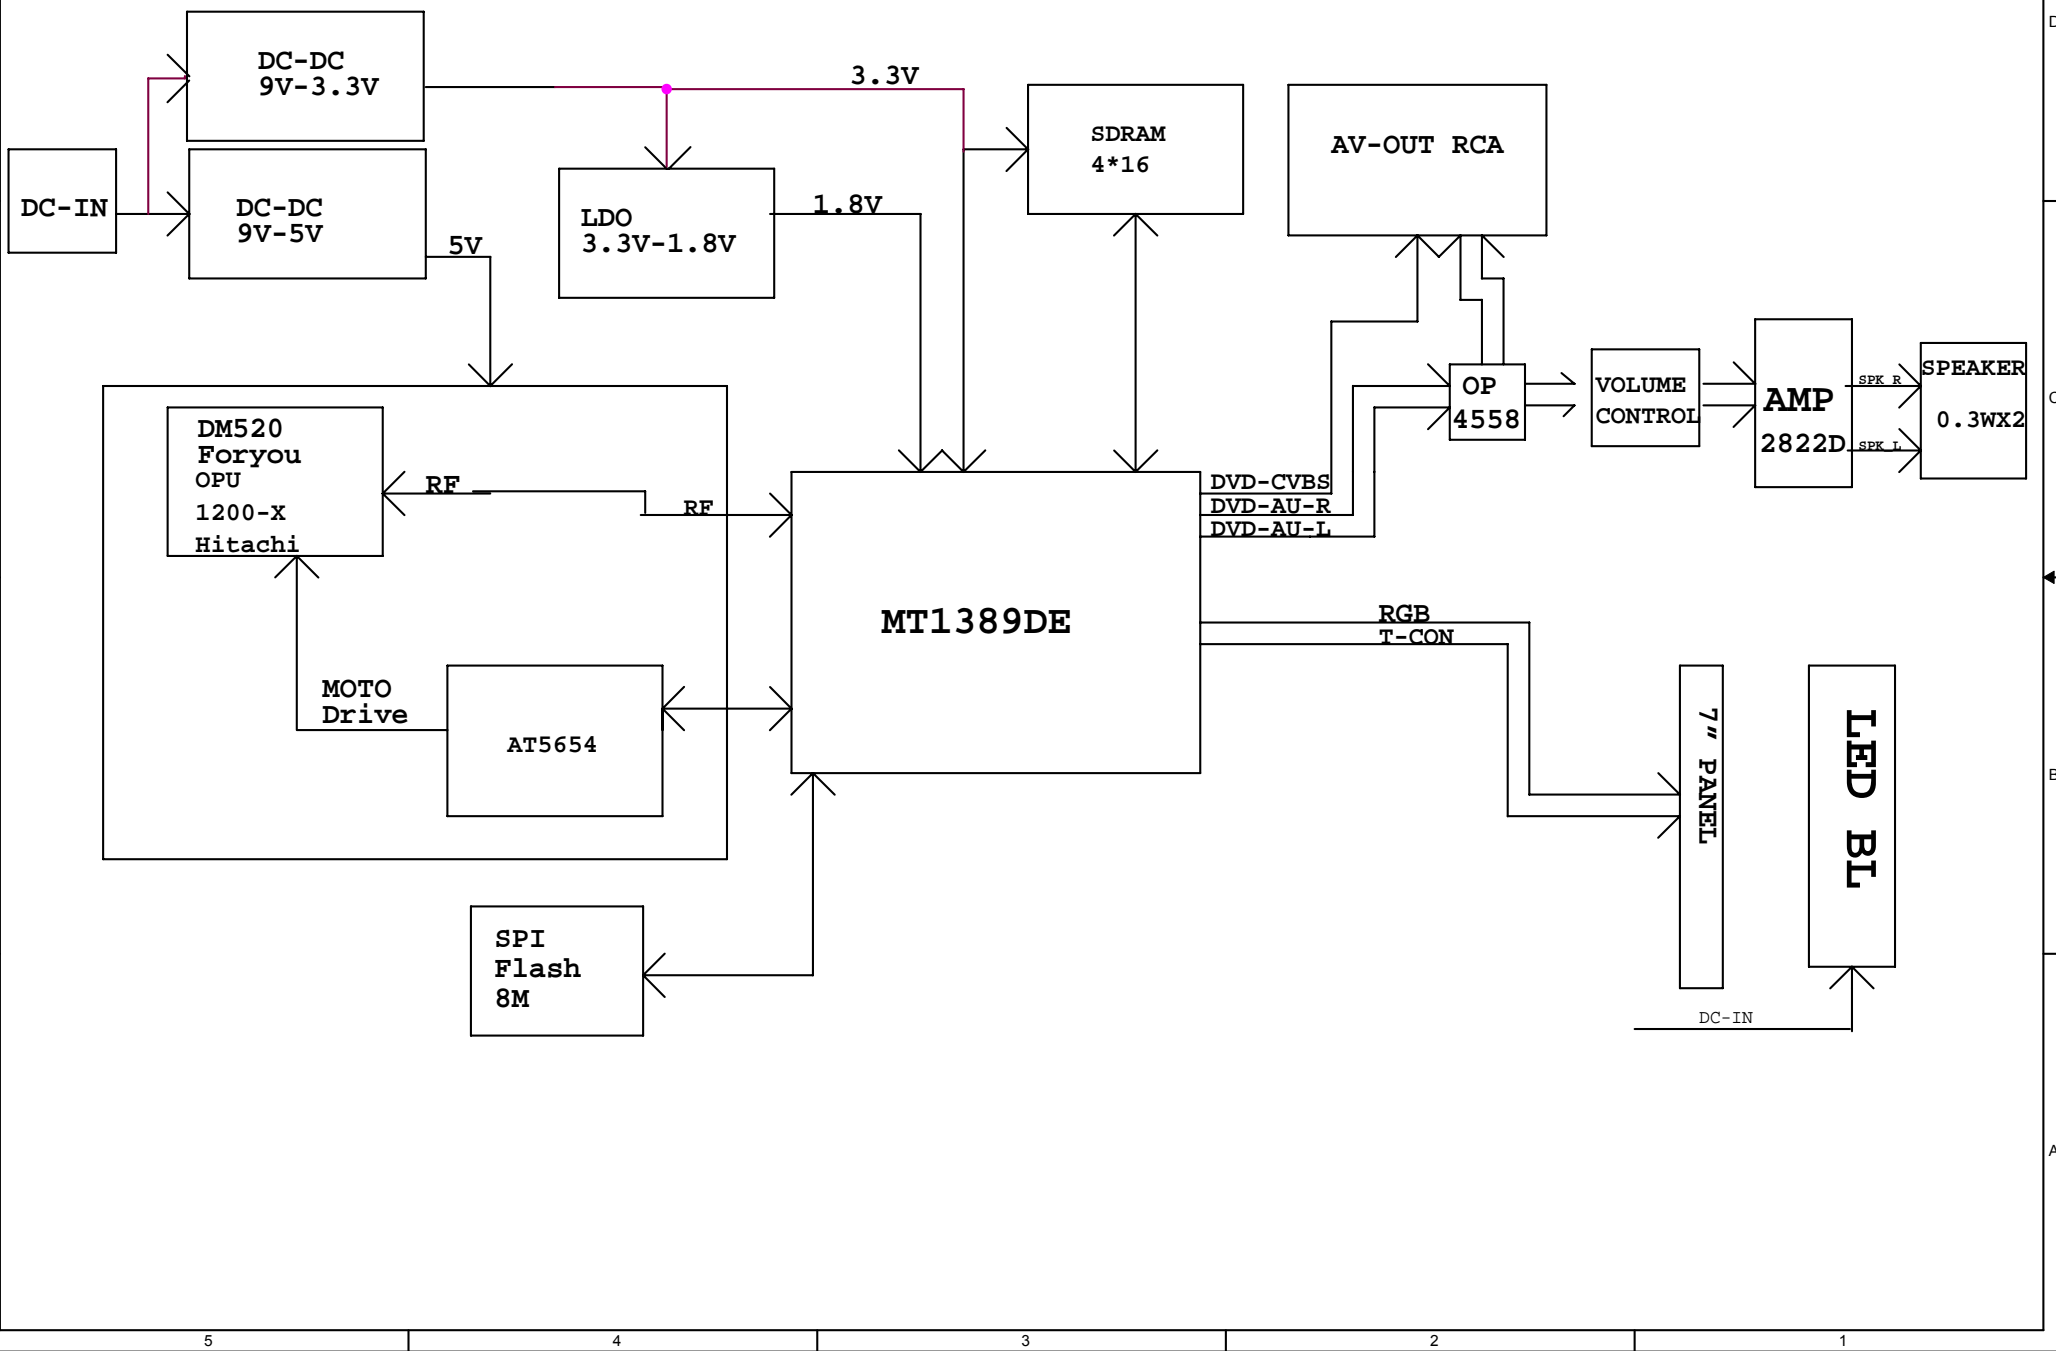 D
DC-DC
9V-3.3V
3.3V
SDRAM
4*16
AV-OUT RCA
DC-IN
DC-DC
9V-5V
5V
LDO
3.3V-1.8V
1.8V
OP
4558
VOLUME
CONTROL
AMP
2822D
SPK_R
SPK_L
SPEAKER
0.3WX2
C
DM520
Foryou
OPU
1200-X
Hitachi
RF
RF
DVD-CVBS
DVD-AU-R
DVD-AU-L
MT1389DE
RGB
T-CON
MOTO
Drive
AT5654
7" PANEL
LED BL
B
SPI
Flash
8M
DC-IN
A
5
4
3
2
1